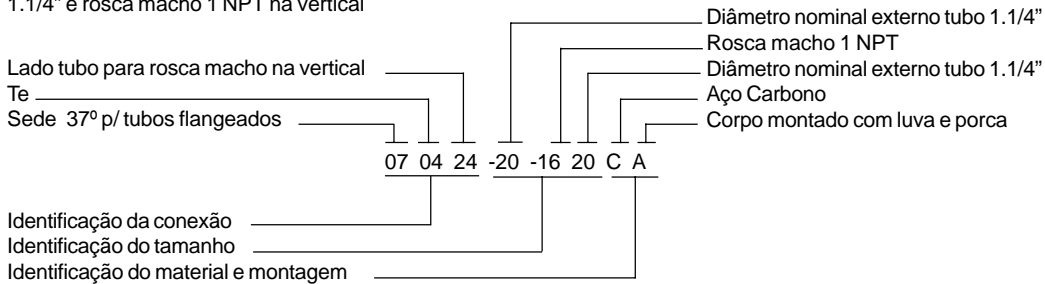 1.1/4” e rosca macho 1 NPT na vertical
Diâmetro nominal externo tubo 1.1/4”
Rosca macho 1 NPT
Lado tubo para rosca macho na vertical
Diâmetro nominal externo tubo 1.1/4”
Te
Aço Carbono
Sede 37º p/ tubos flangeados
Corpo montado com luva e porca
07 04 24 -20 -16 20 C A
Identificação da conexão
Identificação do tamanho
Identificação do material e montagem